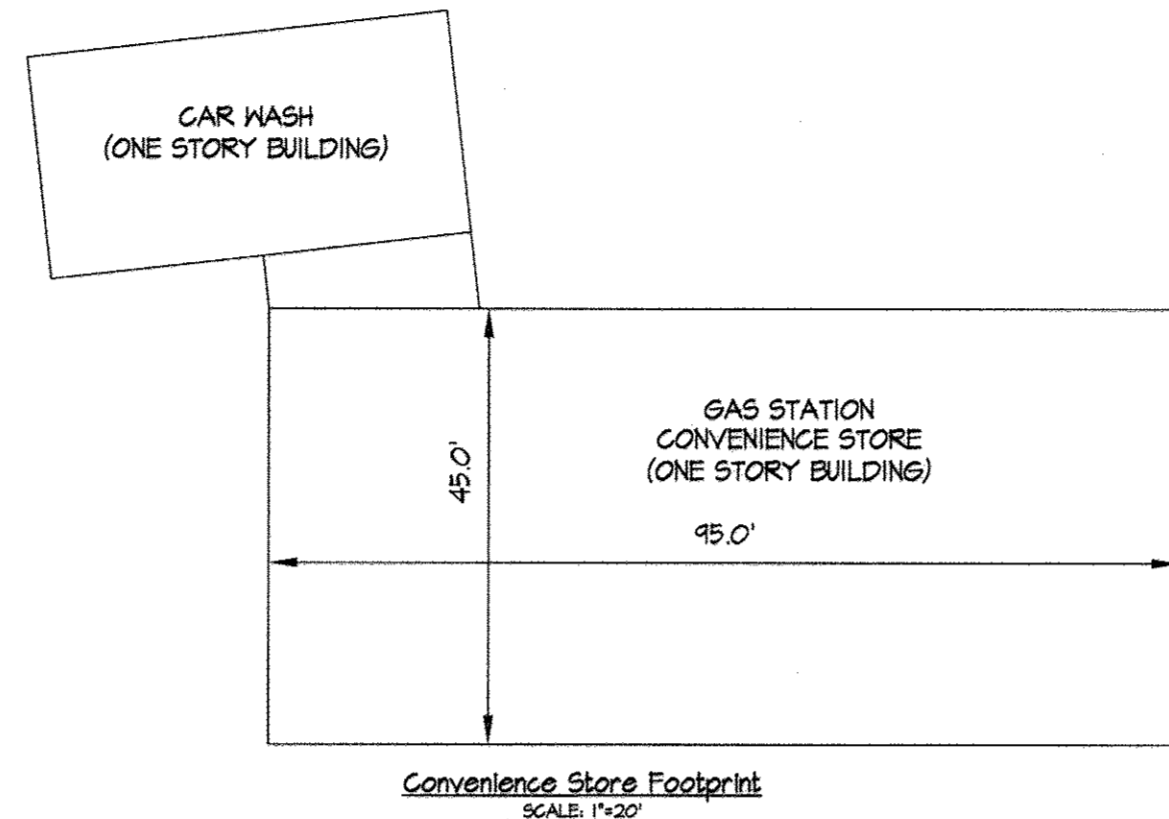 CAR WASH
(ONE STORY BUILDING)
GAS STATION
CONVENIENCE STORE
(ONE STORY BUILDING)
45.0'
95.0'
Convenience Store Footprint
SCALE: 1"=20'